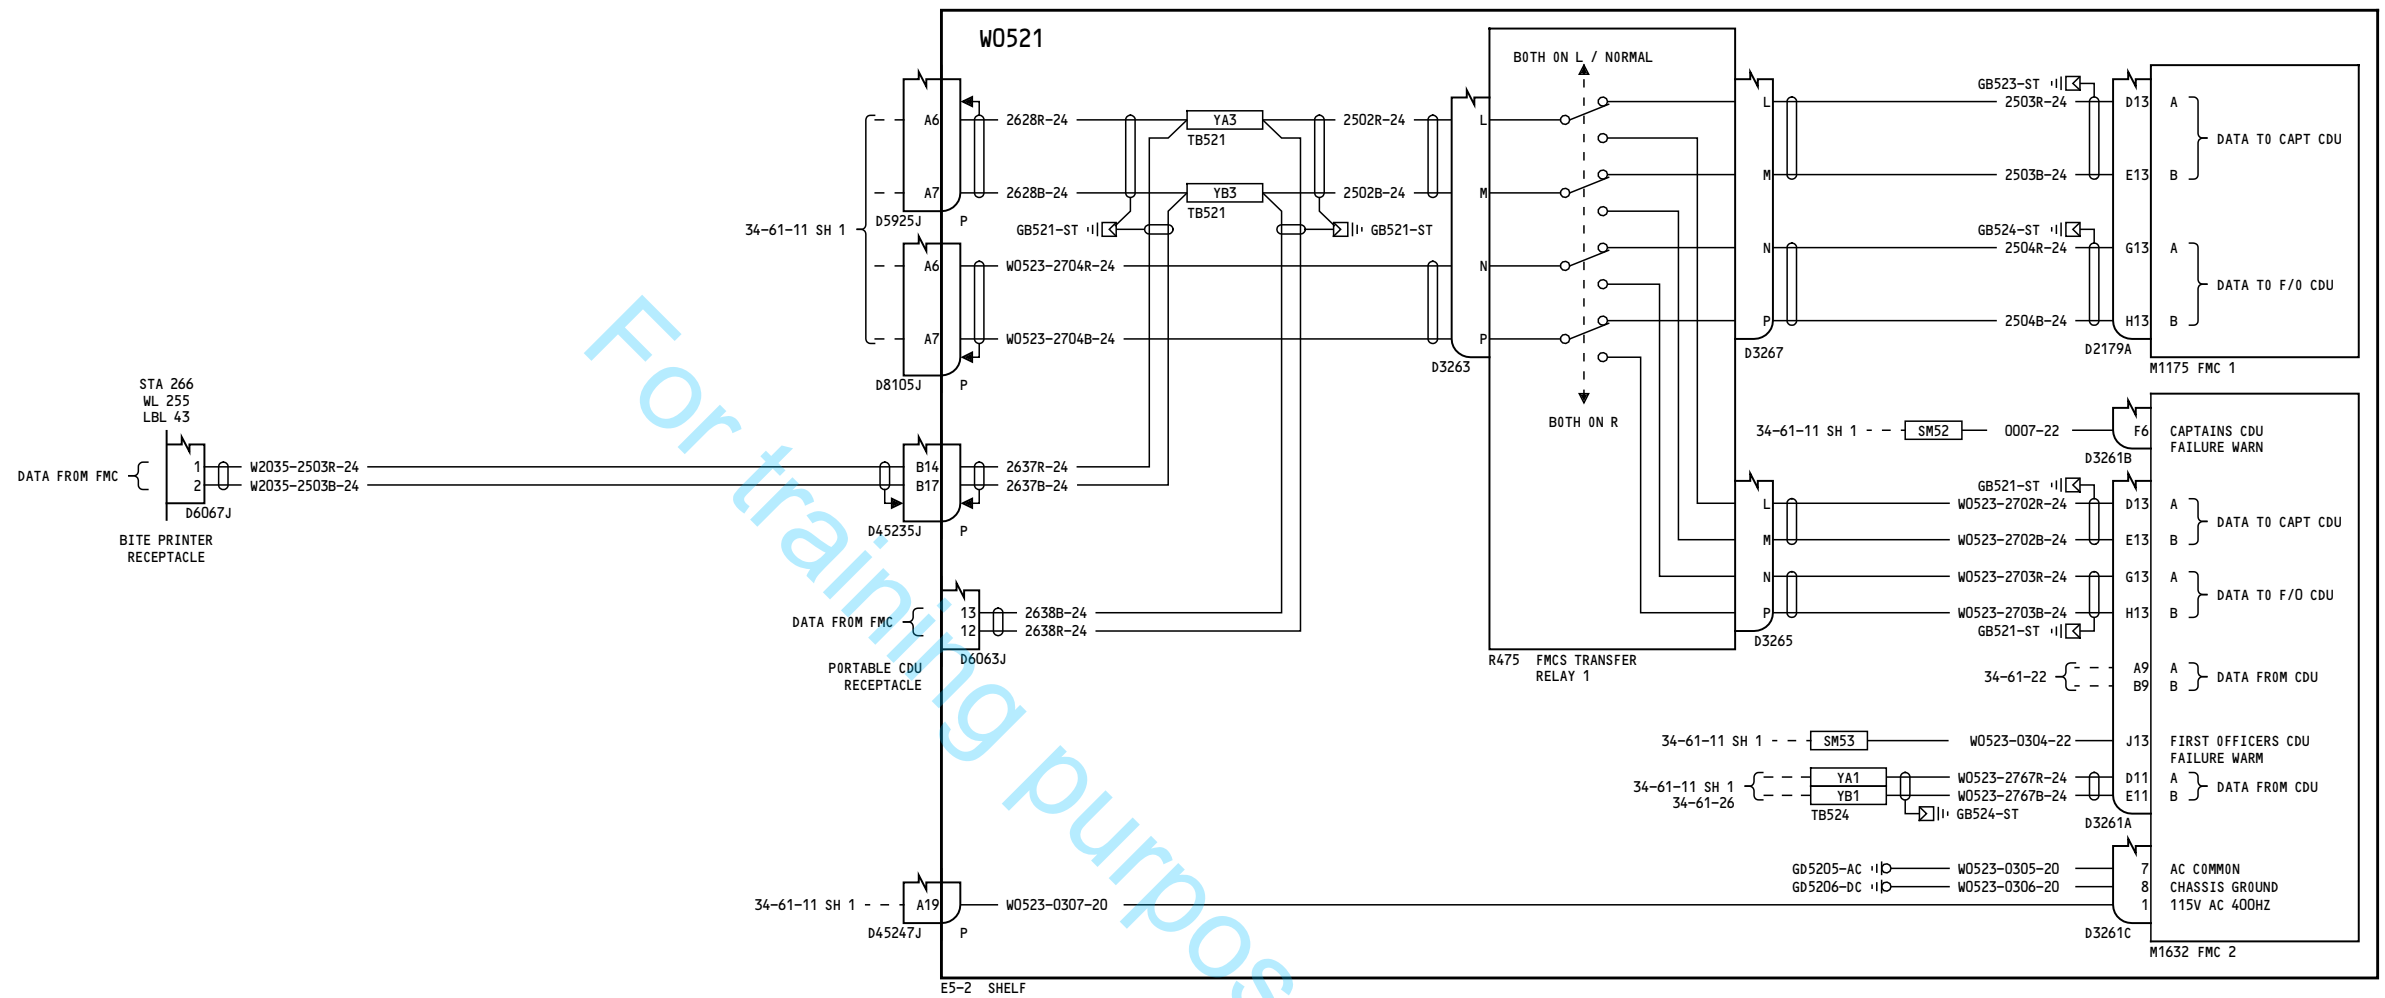 W0521
BOTH ON L / NORMAL
BOTH ON R
34-61-11 SH 1
A6
2628R-24
YA3
TB521
2502R-24
L
A7
2628B-24
YB3
TB521
2502B-24
M
D5925J
P
GB521-ST
GB521-ST
A6
W0523-2704R-24
N
A7
W0523-2704B-24
P
D8105J
P
D3263
L
M
N
P
D3267
GB523-ST
2503R-24
D13
A
DATA TO CAPT CDU
2503B-24
E13
B
GB524-ST
2504R-24
G13
A
DATA TO F/O CDU
2504B-24
H13
B
D2179A
M1175 FMC 1
STA 266
WL 255
LBL 43
DATA FROM FMC
1
W2035-2503R-24
2
W2035-2503B-24
D6067J
BITE PRINTER
RECEPTACLE
B14
2637R-24
B17
2637B-24
D45235J
P
DATA FROM FMC
13
2638B-24
12
2638R-24
D6063J
PORTABLE CDU
RECEPTACLE
R475 FMCS TRANSFER
RELAY 1
L
M
N
P
D3265
34-61-11 SH 1
SM52
0007-22
F6
CAPTAINS CDU
FAILURE WARN
D3261B
GB521-ST
W0523-2702R-24
D13
A
DATA TO CAPT CDU
W0523-2702B-24
E13
B
W0523-2703R-24
G13
A
DATA TO F/O CDU
W0523-2703B-24
H13
B
GB521-ST
34-61-22
A9
A
DATA FROM CDU
B9
B
34-61-11 SH 1
SM53
W0523-0304-22
J13
FIRST OFFICERS CDU
FAILURE WARM
34-61-11 SH 1
34-61-26
YA1
W0523-2767R-24
D11
A
DATA FROM CDU
YB1
W0523-2767B-24
E11
B
TB524
GB524-ST
D3261A
GD5205-AC
W0523-0305-20
7
AC COMMON
GD5206-DC
W0523-0306-20
8
CHASSIS GROUND
34-61-11 SH 1
A19
W0523-0307-20
1
115V AC 400HZ
D45247J
P
D3261C
M1632 FMC 2
E5-2 SHELF
For training purpos